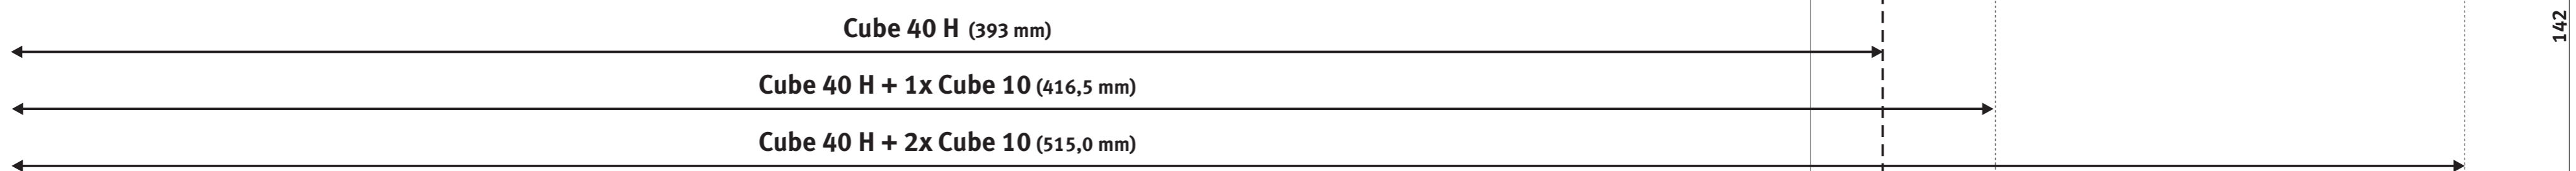 Cube 40 H (393 mm)
142
Cube 40 H + 1x Cube 10 (416,5 mm)
Cube 40 H + 2x Cube 10 (515,0 mm)